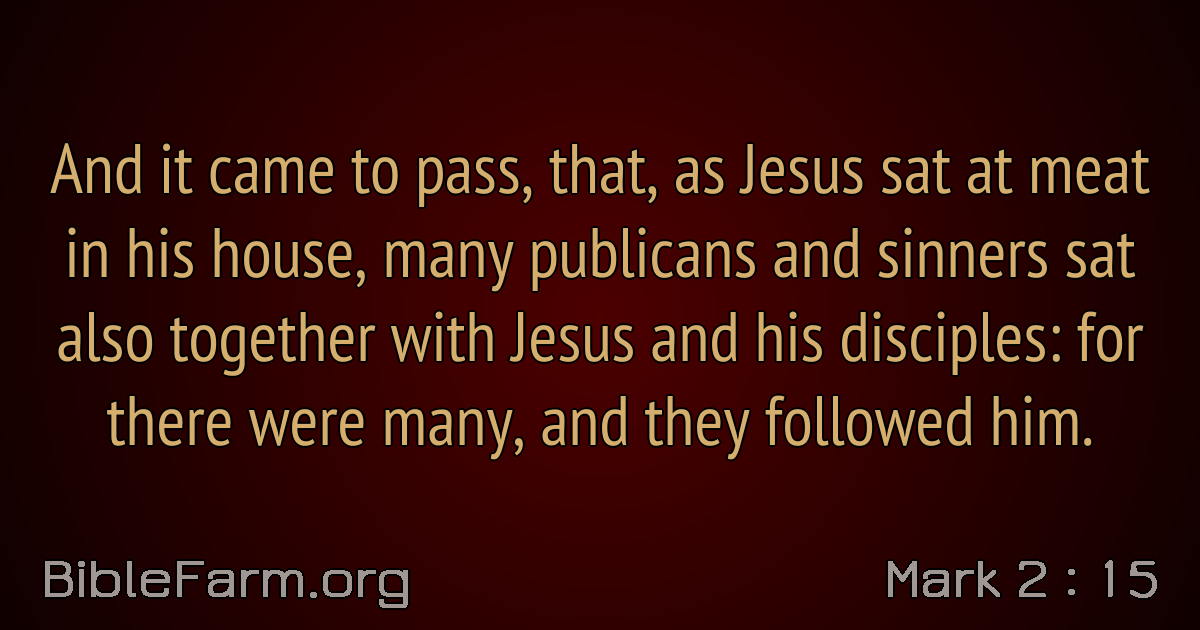 And it came to pass, that, as Jesus sat at meat
in his house, many publicans and sinners sat
also together with Jesus and his disciples: for
there were many, and they followed him.
BibleFarm.org
Mark 2 : 15